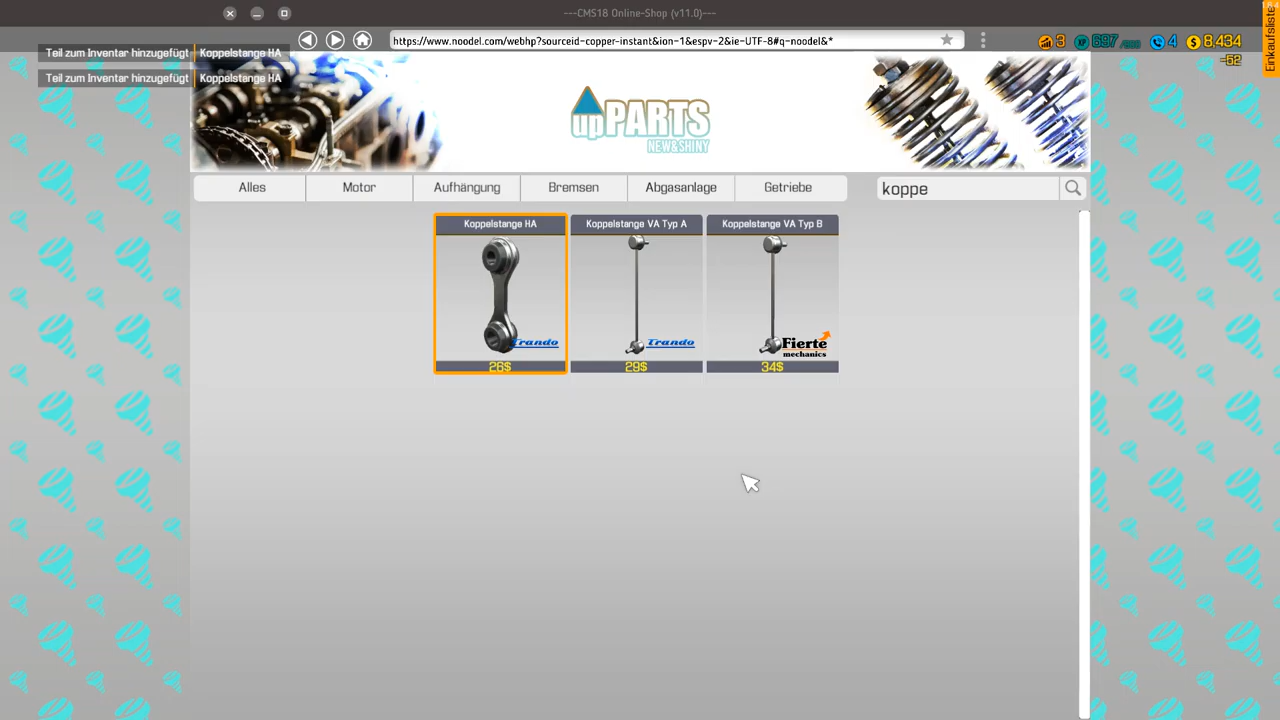 ---CMS18 Online-Shop (v11.0)---
Einkaufsliste
Teil zum Inventar hinzugefügt Koppelstange HA
https://www.noodel.com/webhp?sourceid-copper-instant&ion-1&espv-2&ie-UTF-8#q-noodel&*
3 697 4 $ 8,434
-52
Teil zum Inventar hinzugefügt Koppelstange HA
upPARTS
NEW&SHINY
Alles Motor Aufhängung Bremsen Abgasanlage Getriebe koppe
Koppelstange HA Koppelstange VA Typ A Koppelstange VA Typ B
Trando Trando Fierte
mechanics
26$ 29$ 34$